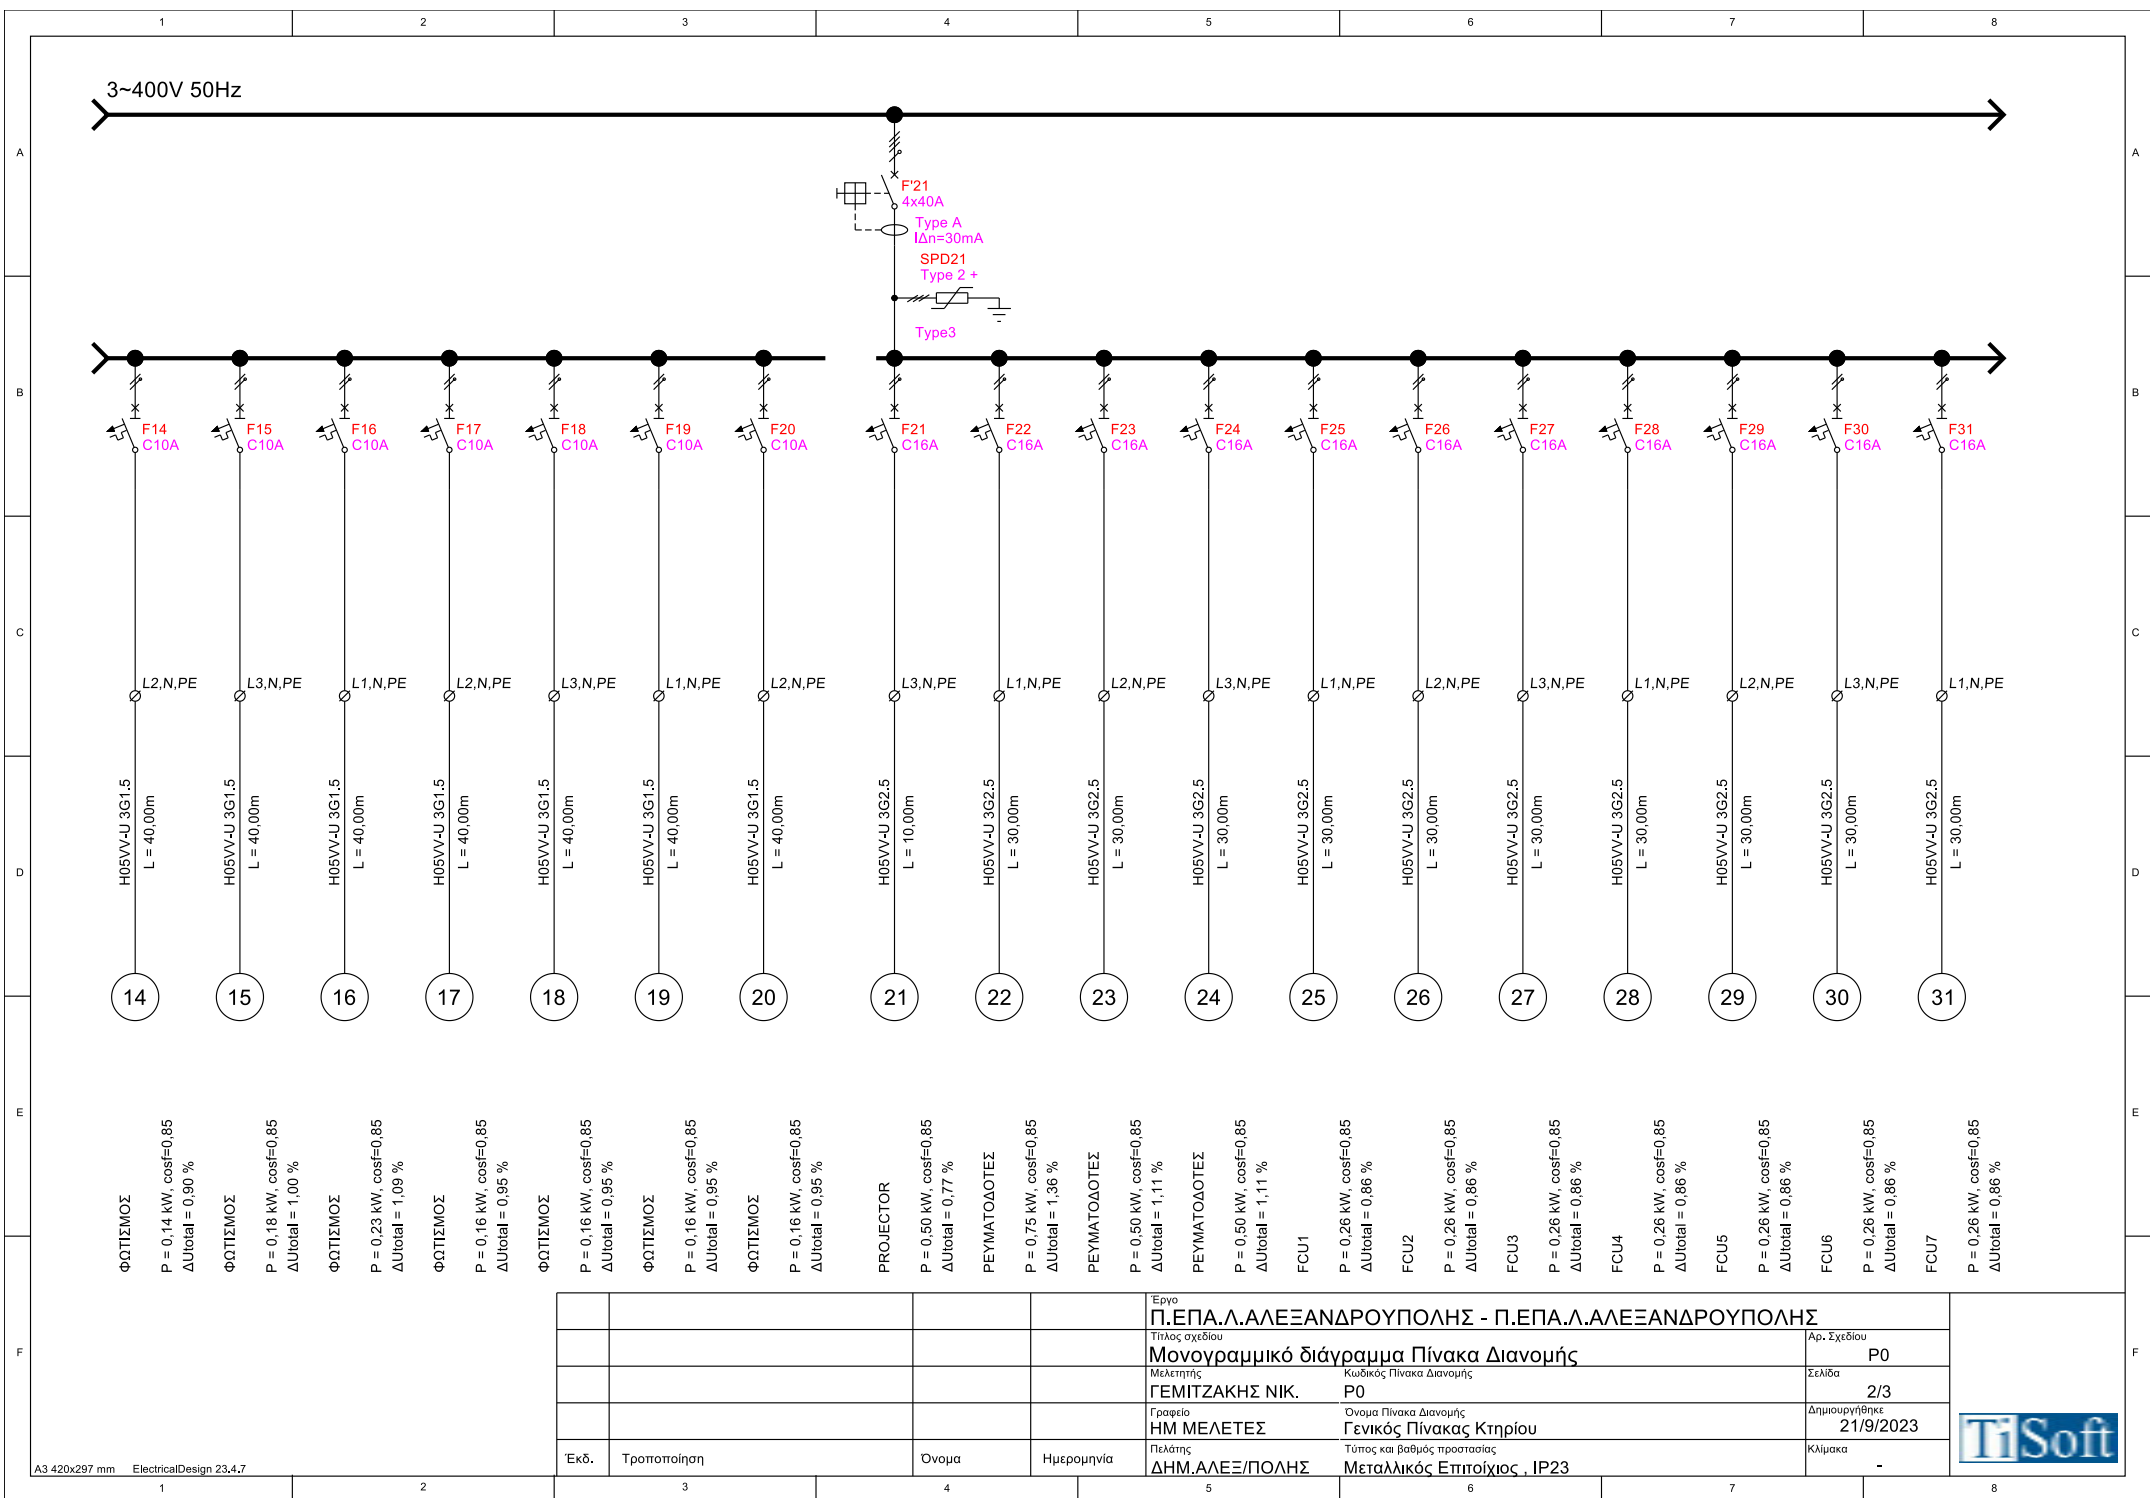 1 2 3 4 5 6 7 8
3~400V 50Hz
A A
F'21
4x40A
Type A
IΔn=30mA
SPD21
Type 2 +
Type3
B B
F14 F15 F16 F17 F18 F19 F20 F21 F22 F23 F24 F25 F26 F27 F28 F29 F30 F31
C10A C10A C10A C10A C10A C10A C10A C16A C16A C16A C16A C16A C16A C16A C16A C16A C16A C16A
C C
L2,N,PE L3,N,PE L1,N,PE L2,N,PE L3,N,PE L1,N,PE L2,N,PE L3,N,PE L1,N,PE L2,N,PE L3,N,PE L1,N,PE L2,N,PE L3,N,PE L1,N,PE L2,N,PE L3,N,PE L1,N,PE
H05VV-U 3G1.5
L = 40,00m
H05VV-U 3G1.5
L = 40,00m
H05VV-U 3G1.5
L = 40,00m
H05VV-U 3G1.5
L = 40,00m
H05VV-U 3G1.5
L = 40,00m
H05VV-U 3G1.5
L = 40,00m
H05VV-U 3G1.5
L = 40,00m
H05VV-U 3G2.5
L = 10,00m
H05VV-U 3G2.5
L = 30,00m
H05VV-U 3G2.5
L = 30,00m
H05VV-U 3G2.5
L = 30,00m
H05VV-U 3G2.5
L = 30,00m
H05VV-U 3G2.5
L = 30,00m
H05VV-U 3G2.5
L = 30,00m
H05VV-U 3G2.5
L = 30,00m
H05VV-U 3G2.5
L = 30,00m
H05VV-U 3G2.5
L = 30,00m
H05VV-U 3G2.5
L = 30,00m
D D
14 15 16 17 18 19 20 21 22 23 24 25 26 27 28 29 30 31
E E
ΦΩΤΙΣΜΟΣ
P = 0,14 kW, cosf=0,85
ΔUtotal = 0,90 %
ΦΩΤΙΣΜΟΣ
P = 0,18 kW, cosf=0,85
ΔUtotal = 1,00 %
ΦΩΤΙΣΜΟΣ
P = 0,23 kW, cosf=0,85
ΔUtotal = 1,09 %
ΦΩΤΙΣΜΟΣ
P = 0,16 kW, cosf=0,85
ΔUtotal = 0,95 %
ΦΩΤΙΣΜΟΣ
P = 0,16 kW, cosf=0,85
ΔUtotal = 0,95 %
ΦΩΤΙΣΜΟΣ
P = 0,16 kW, cosf=0,85
ΔUtotal = 0,95 %
ΦΩΤΙΣΜΟΣ
P = 0,16 kW, cosf=0,85
ΔUtotal = 0,95 %
PROJECTOR
P = 0,50 kW, cosf=0,85
ΔUtotal = 0,77 %
ΡΕΥΜΑΤΟΔΟΤΕΣ
P = 0,75 kW, cosf=0,85
ΔUtotal = 1,36 %
ΡΕΥΜΑΤΟΔΟΤΕΣ
P = 0,50 kW, cosf=0,85
ΔUtotal = 1,11 %
ΡΕΥΜΑΤΟΔΟΤΕΣ
P = 0,50 kW, cosf=0,85
ΔUtotal = 1,11 %
FCU1
P = 0,26 kW, cosf=0,85
ΔUtotal = 0,86 %
FCU2
P = 0,26 kW, cosf=0,85
ΔUtotal = 0,86 %
FCU3
P = 0,26 kW, cosf=0,85
ΔUtotal = 0,86 %
FCU4
P = 0,26 kW, cosf=0,85
ΔUtotal = 0,86 %
FCU5
P = 0,26 kW, cosf=0,85
ΔUtotal = 0,86 %
FCU6
P = 0,26 kW, cosf=0,85
ΔUtotal = 0,86 %
FCU7
P = 0,26 kW, cosf=0,85
ΔUtotal = 0,86 %
F F
Έργο
Π.ΕΠΑ.Λ.ΑΛΕΞΑΝΔΡΟΥΠΟΛΗΣ - Π.ΕΠΑ.Λ.ΑΛΕΞΑΝΔΡΟΥΠΟΛΗΣ
Τίτλος σχεδίου Αρ. Σχεδίου
Μονογραμμικό διάγραμμα Πίνακα Διανομής P0
Μελετητής Κωδικός Πίνακα Διανομής Σελίδα
ΓΕΜΙΤΖΑΚΗΣ ΝΙΚ. P0 2/3
Γραφείο Όνομα Πίνακα Διανομής Δημιουργήθηκε
ΗΜ ΜΕΛΕΤΕΣ Γενικός Πίνακας Κτηρίου 21/9/2023
Έκδ. Τροποποίηση Όνομα Ημερομηνία
Πελάτης Τύπος και βαθμός προστασίας Κλίμακα
ΔΗΜ.ΑΛΕΞ/ΠΟΛΗΣ Μεταλλικός Επιτοίχιος , IP23 -
TiSoft
A3 420x297 mm ElectricalDesign 23.4.7
1 2 3 4 5 6 7 8